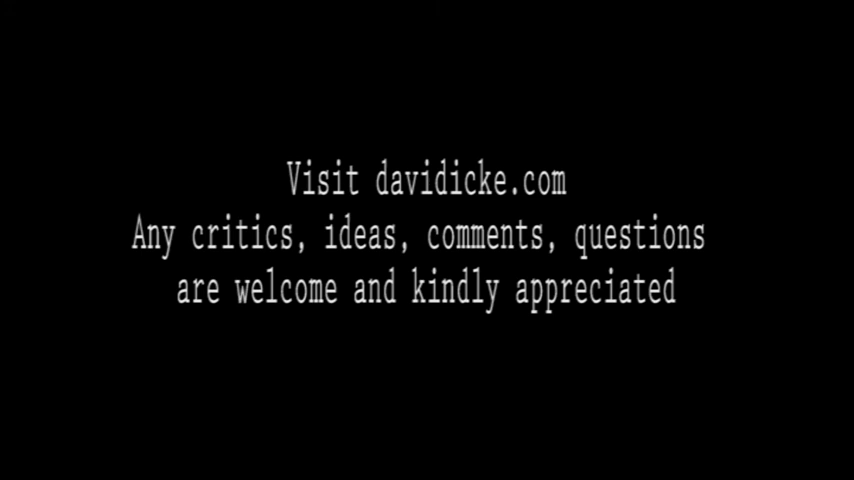 Visit davidicke.com
Any critics, ideas, comments, questions
are welcome and kindly appreciated